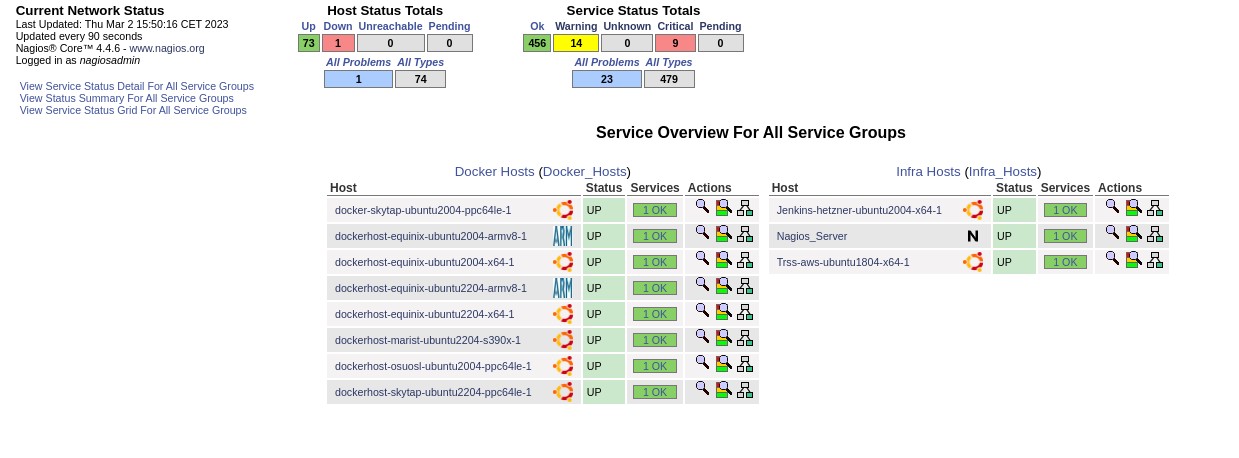 Current Network Status
Last Updated: Thu Mar 2 15:50:16 CET 2023
Updated every 90 seconds
Nagios® Core™ 4.4.6 - www.nagios.org
Logged in as nagiosadmin
View Service Status Detail For All Service Groups
View Status Summary For All Service Groups
View Service Status Grid For All Service Groups
Host Status Totals
Up Down Unreachable Pending
73 1 0 0
All Problems All Types
1 74
Service Status Totals
Ok Warning Unknown Critical Pending
456 14 0 9 0
All Problems All Types
23 479
Service Overview For All Service Groups
Docker Hosts (Docker_Hosts)
Host Status Services Actions
docker-skytap-ubuntu2004-ppc64le-1 UP 1 OK
dockerhost-equinix-ubuntu2004-armv8-1 ARM UP 1 OK
dockerhost-equinix-ubuntu2004-x64-1 UP 1 OK
dockerhost-equinix-ubuntu2204-armv8-1 ARM UP 1 OK
dockerhost-equinix-ubuntu2204-x64-1 UP 1 OK
dockerhost-marist-ubuntu2204-s390x-1 UP 1 OK
dockerhost-osuosl-ubuntu2004-ppc64le-1 UP 1 OK
dockerhost-skytap-ubuntu2204-ppc64le-1 UP 1 OK
Infra Hosts (Infra_Hosts)
Host Status Services Actions
Jenkins-hetzner-ubuntu2004-x64-1 UP 1 OK
Nagios_Server N UP 1 OK
Trss-aws-ubuntu1804-x64-1 UP 1 OK